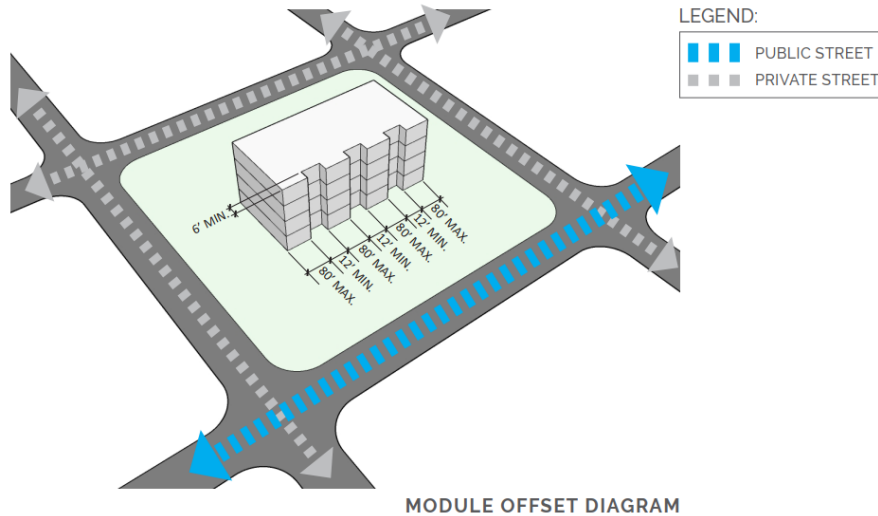 LEGEND:
PUBLIC STREET
PRIVATE STREET
6' MIN.
80' MAX.
12' MIN.
80' MAX.
12' MIN.
80' MAX.
12' MIN.
80' MAX.
MODULE OFFSET DIAGRAM